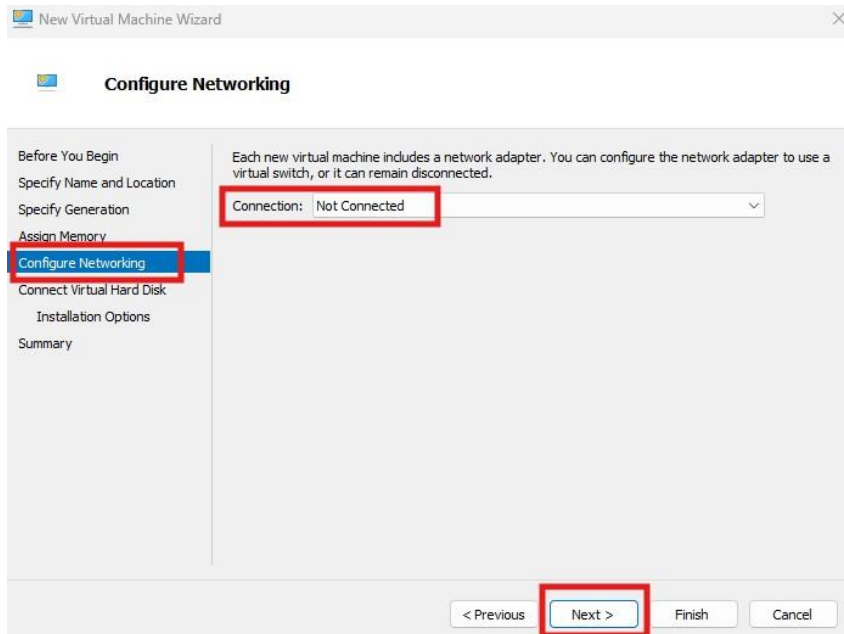 New Virtual Machine Wizard
Configure Networking
Before You Begin
Specify Name and Location
Specify Generation
Assign Memory
Configure Networking
Connect Virtual Hard Disk
Installation Options
Summary
Each new virtual machine includes a network adapter. You can configure the network adapter to use a
virtual switch, or it can remain disconnected.
Connection: Not Connected
< Previous Next > Finish Cancel